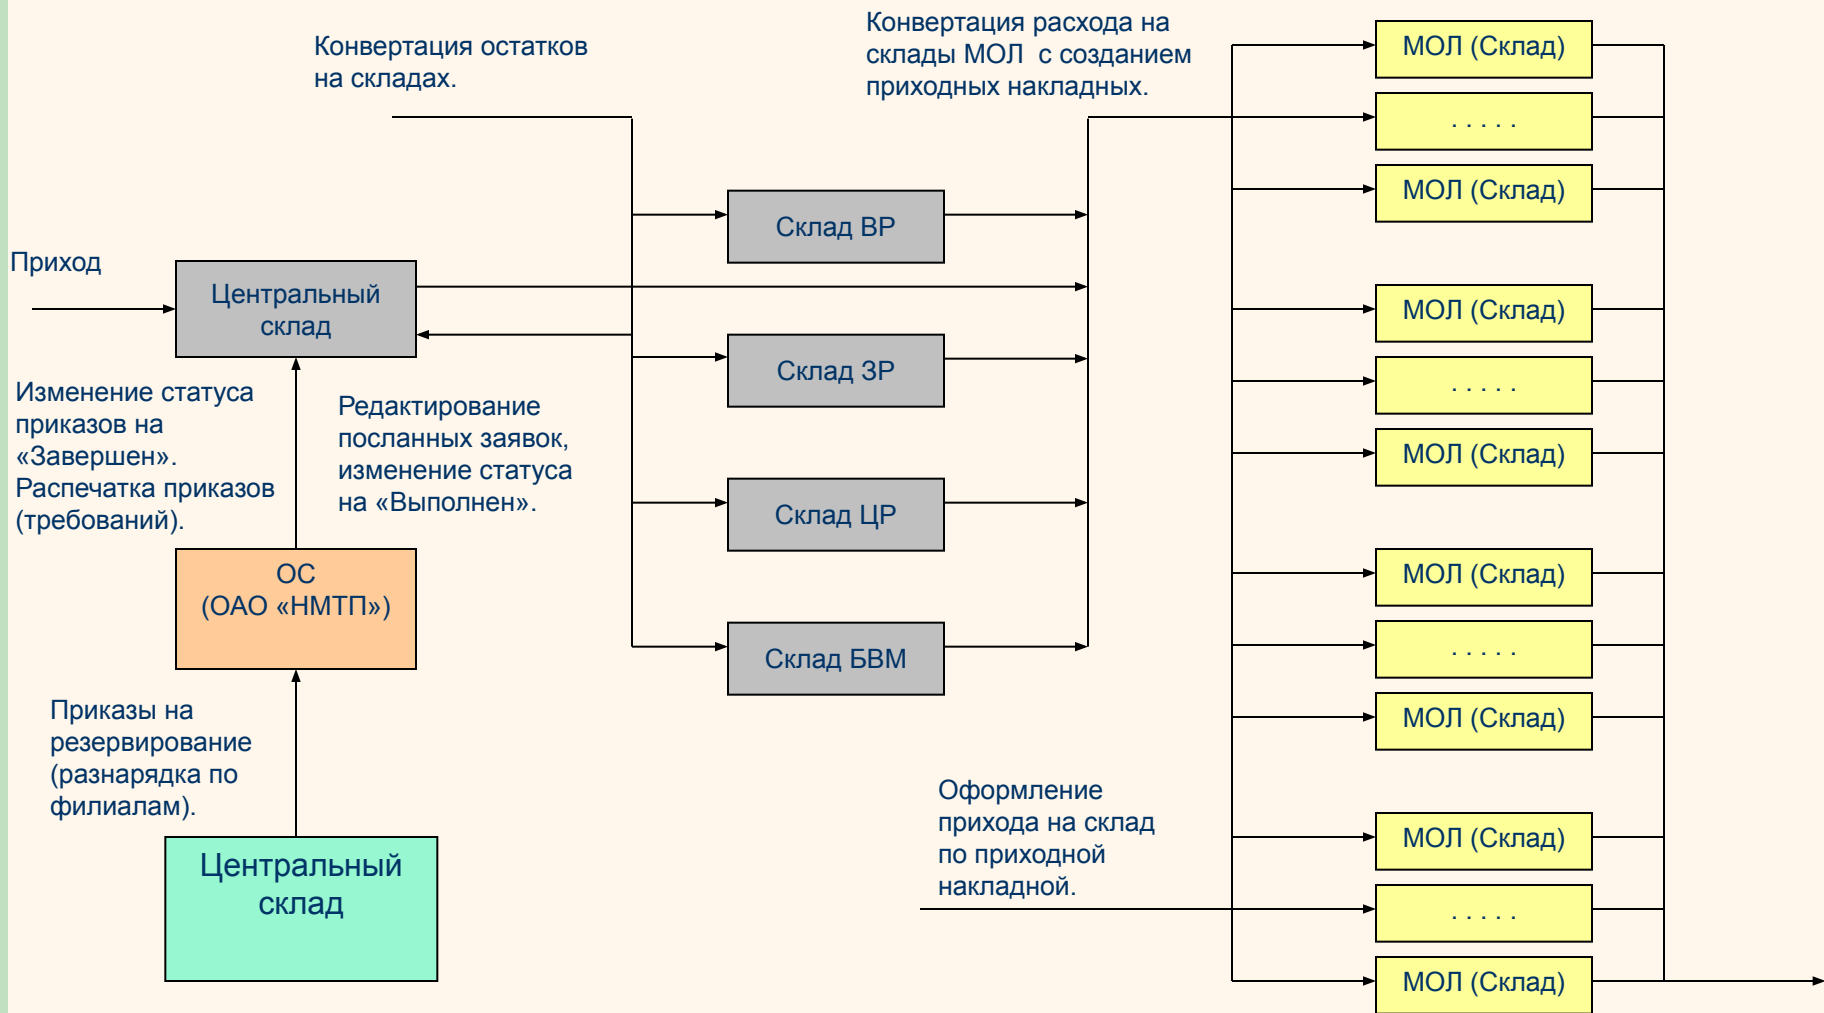 Конвертация остатков
на складах.
Конвертация расхода на
склады МОЛ с созданием
приходных накладных.
Приход
Центральный
склад
Изменение статуса
приказов на
«Завершен».
Распечатка приказов
(требований).
Редактирование
посланных заявок,
изменение статуса
на «Выполнен».
ОС
(ОАО «НМТП»)
Приказы на
резервирование
(разнарядка по
филиалам).
Центральный
склад
Склад ВР
Склад ЗР
Склад ЦР
Склад БВМ
Оформление
прихода на склад
по приходной
накладной.
МОЛ (Склад)
. . . . .
МОЛ (Склад)
МОЛ (Склад)
. . . . .
МОЛ (Склад)
МОЛ (Склад)
. . . . .
МОЛ (Склад)
МОЛ (Склад)
. . . . .
МОЛ (Склад)